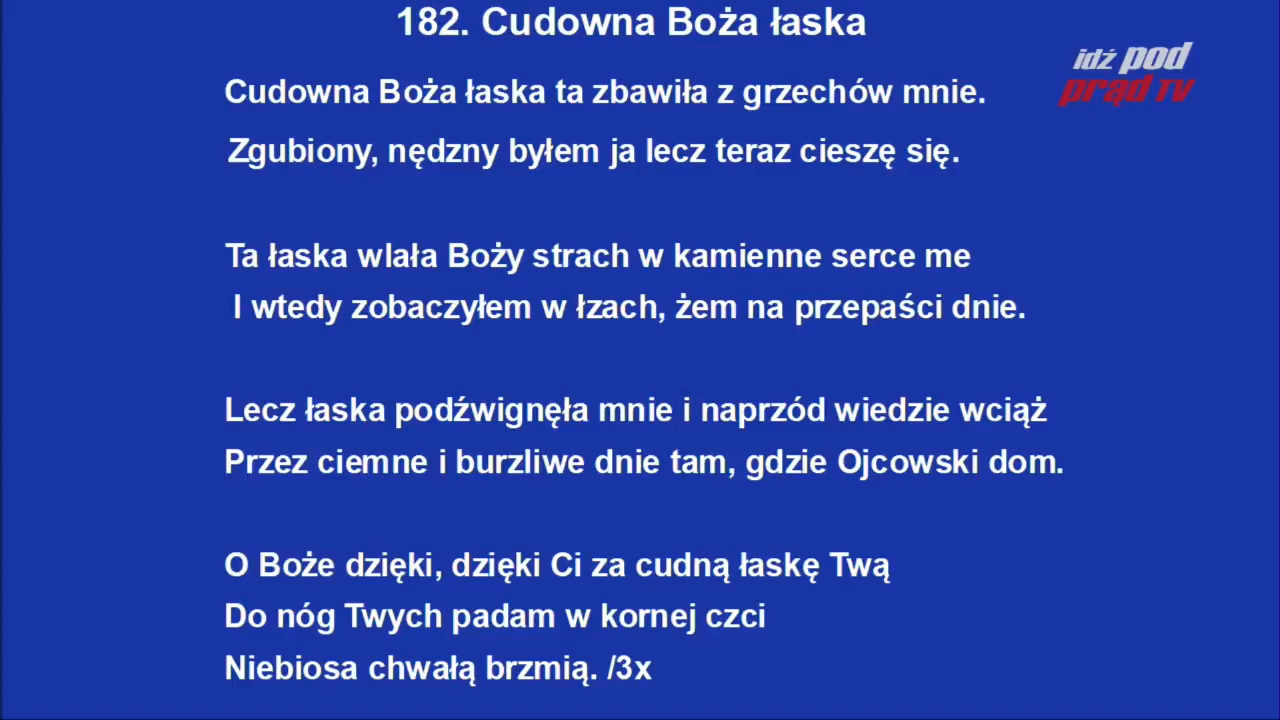 182. Cudowna Boża łaska
idź pod
prąd TV
Cudowna Boża łaska ta zbawiła z grzechów mnie.
Zgubiony, nędzny byłem ja lecz teraz cieszę się.
Ta łaska wlała Boży strach w kamienne serce me
I wtedy zobaczyłem w łzach, żem na przepaści dnie.
Lecz łaska podźwignęła mnie i naprzód wiedzie wciąż
Przez ciemne i burzliwe dnie tam, gdzie Ojcowski dom.
O Boże dzięki, dzięki Ci za cudną łaskę Twą
Do nóg Twych padam w kornej czci
Niebiosa chwałą brzmią. /3x